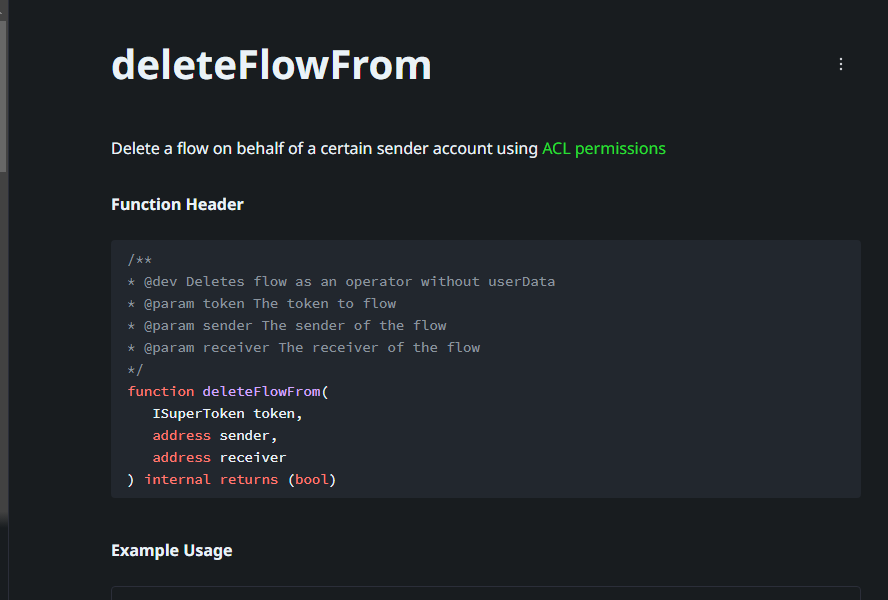 deleteFlowFrom
Delete a flow on behalf of a certain sender account using ACL permissions
Function Header
/**
* @dev Deletes flow as an operator without userData
* @param token The token to flow
* @param sender The sender of the flow
* @param receiver The receiver of the flow
*/
function deleteFlowFrom(
   ISuperToken token,
   address sender,
   address receiver
) internal returns (bool)
Example Usage